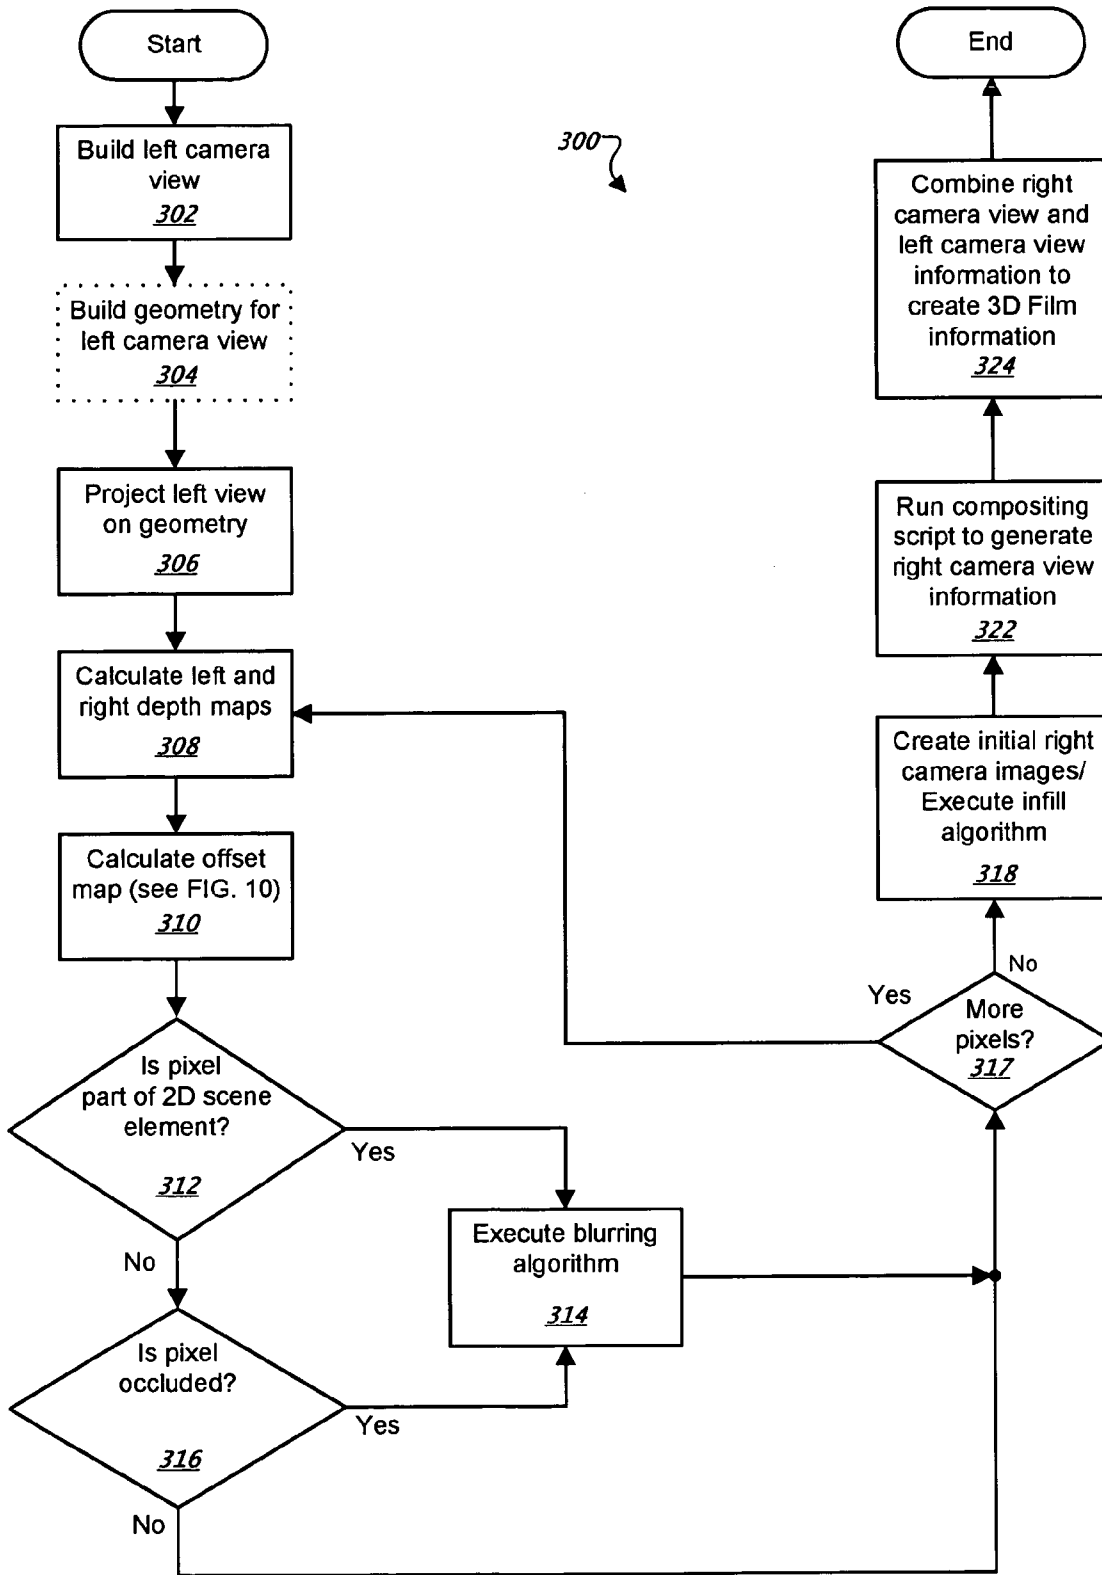 Start
Build left camera
view
302
Build geometry for
left camera view
304
Project left view
on geometry
306
Calculate left and
right depth maps
308
Calculate offset
map (see FIG. 10)
310
Is pixel
part of 2D scene
element?
312
Yes
No
Is pixel
occluded?
316
Yes
No
Execute blurring
algorithm
314
300
More
pixels?
317
Yes
No
Create initial right
camera images/
Execute infill
algorithm
318
Run compositing
script to generate
right camera view
information
322
Combine right
camera view and
left camera view
information to
create 3D Film
information
324
End